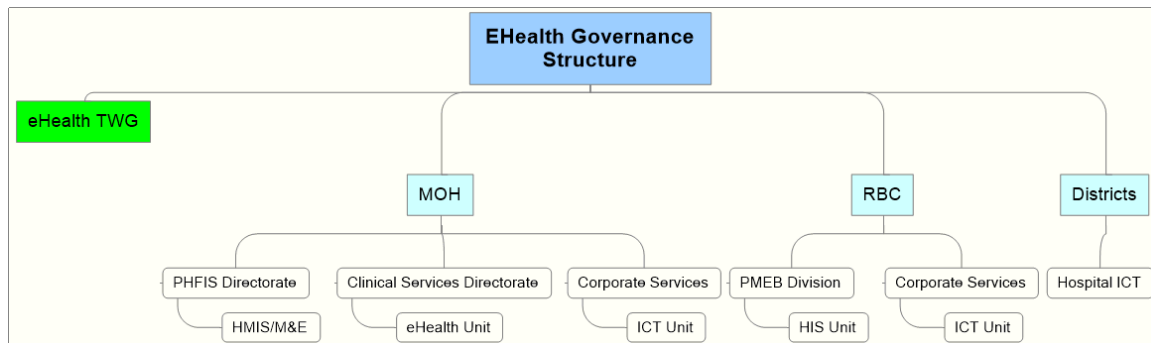 EHealth Governance
Structure
eHealth TWG
MOH
RBC
Districts
PHFIS Directorate
Clinical Services Directorate
Corporate Services
PMEB Division
Corporate Services
Hospital ICT
HMIS/M&E
eHealth Unit
ICT Unit
HIS Unit
ICT Unit